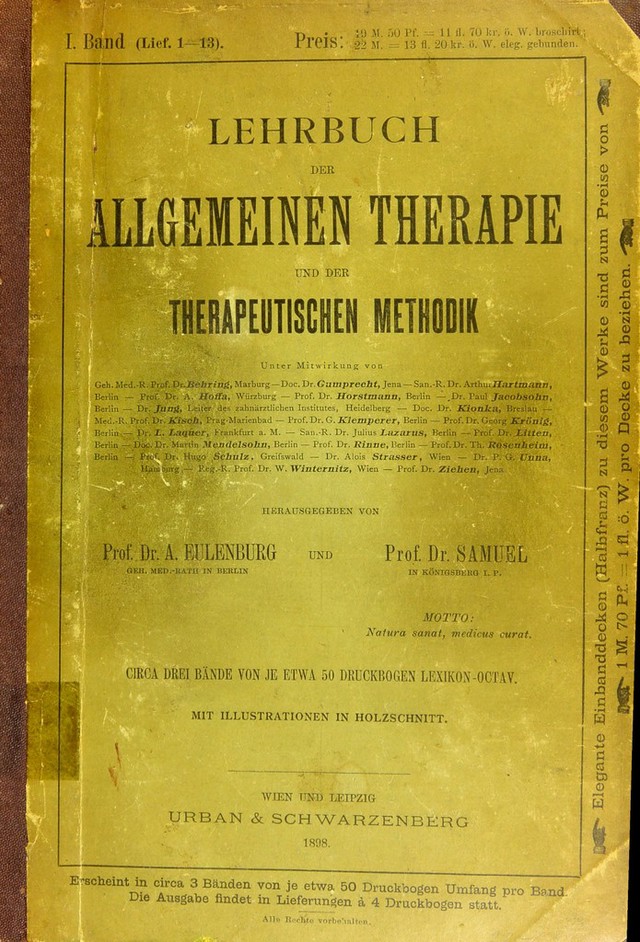 I. Band (Lief. 1—13).
Preis: 19 M. 50 Pf. = 11 fl. 70 kr. ö. W. broschirt;
22 M. = 13 fl. 20 kr. ö. W. eleg. gebunden.
LEHRBUCH
DER
ALLGEMEINEN THERAPIE
UND DER
THERAPEUTISCHEN METHODIK
Unter Mitwirkung von
Geh. Med.-R. Prof. Dr. Behring, Marburg — Doc. Dr. Gumprecht, Jena — San.-R. Dr. Arthur Hartmann,
Berlin — Prof. Dr. A. Hoffa, Würzburg — Prof. Dr. Horstmann, Berlin — Dr. Paul Jacobsohn,
Berlin — Dr. Jung, Leiter des zahnärztlichen Institutes, Heidelberg — Doc. Dr. Kionka, Breslau —
Med.-R. Prof. Dr. Kisch, Prag-Marienbad — Prof. Dr. G. Klemperer, Berlin — Prof. Dr. Georg Krönig,
Berlin — Dr. L. Laquer, Frankfurt a. M. — San.-R. Dr. Julius Lazarus, Berlin — Prof. Dr. Litten,
Berlin — Doc. Dr. Martin Mendelsohn, Berlin — Prof. Dr. Rinne, Berlin — Prof. Dr. Th. Rosenheim,
Berlin — Prof. Dr. Hugo Schulz, Greifswald — Dr. Alois Strasser, Wien — Dr. P. G. Unna,
Hamburg — Reg.-R. Prof. Dr. W. Winternitz, Wien — Prof. Dr. Ziehen, Jena.
HERAUSGEGEBEN VON
Prof. Dr. A. EULENBURG UND Prof. Dr. SAMUEL
GEH. MED.-RATH IN BERLIN IN KÖNIGSBERG I. P.
MOTTO:
Natura sanat, medicus curat.
CIRCA DREI BÄNDE VON JE ETWA 50 DRUCKBOGEN LEXIKON-OCTAV.
MIT ILLUSTRATIONEN IN HOLZSCHNITT.
WIEN UND LEIPZIG
URBAN & SCHWARZENBERG
1898.
Erscheint in circa 3 Bänden von je etwa 50 Druckbogen Umfang pro Band.
Die Ausgabe findet in Lieferungen à 4 Druckbogen statt.
Alle Rechte vorbehalten.
Elegante Einbanddecken (Halbfranz) zu diesem Werke sind zum Preise von
1 M. 70 Pf. = 1 fl. ö. W. pro Decke zu beziehen.